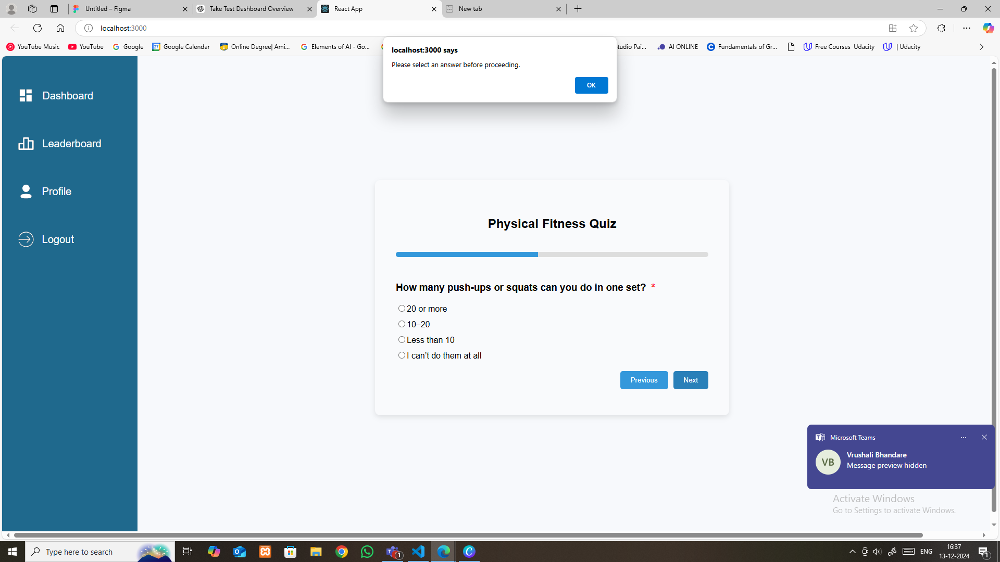 Untitled – Figma
Take Test Dashboard Overview
React App
New tab
localhost:3000
YouTube Music
YouTube
Google
Google Calendar
Online Degree| Ami...
Elements of AI - Go...
tudio Pai...
AI ONLINE
Fundamentals of Gr...
Free Courses Udacity
| Udacity
localhost:3000 says
Please select an answer before proceeding.
OK
Dashboard
Leaderboard
Profile
Logout
Physical Fitness Quiz
How many push-ups or squats can you do in one set? *
20 or more
10–20
Less than 10
I can’t do them at all
Previous
Next
Microsoft Teams
VB
Vrushali Bhandare
Message preview hidden
Activate Windows
Go to Settings to activate Windows.
Type here to search
1
ENG
16:37
13-12-2024
1